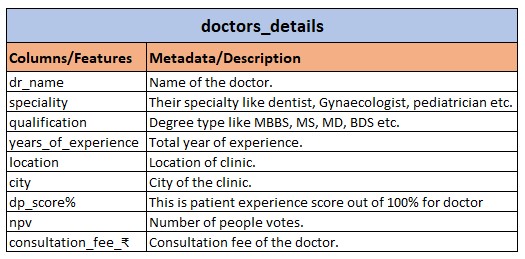 doctors_details
Columns/Features Metadata/Description
dr_name Name of the doctor.
speciality Their specialty like dentist, Gynaecologist, pediatrician etc.
qualification Degree type like MBBS, MS, MD, BDS etc.
years_of_experience Total year of experience.
location Location of clinic.
city City of the clinic.
dp_score% This is patient experience score out of 100% for doctor
npv Number of people votes.
consultation_fee_₹ Consultation fee of the doctor.